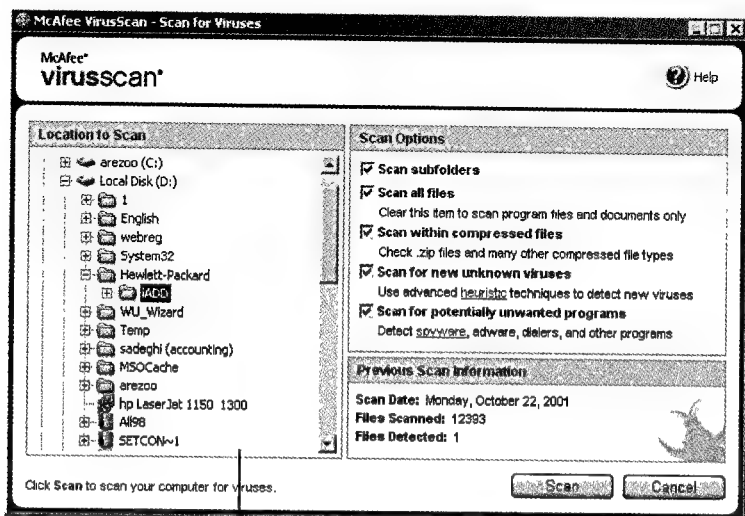 McAfee VirusScan - Scan for Viruses
McAfee®
virusscan®
Help
Location to Scan
arezoo (C:)
Local Disk (D:)
1
English
webreg
System32
Hewlett-Packard
iADD
WU_Wizard
Temp
sadeghi (accounting)
MSOCache
arezoo
hp LaserJet 1150 1300
Ali98
SETCON~1
Scan Options
Scan subfolders
Scan all files
Clear this item to scan program files and documents only
Scan within compressed files
Check .zip files and many other compressed file types
Scan for new unknown viruses
Use advanced heuristic techniques to detect new viruses
Scan for potentially unwanted programs
Detect spyware, adware, dialers, and other programs
Previous Scan Information
Scan Date: Monday, October 22, 2001
Files Scanned: 12393
Files Detected: 1
Click Scan to scan your computer for viruses.
Scan
Cancel